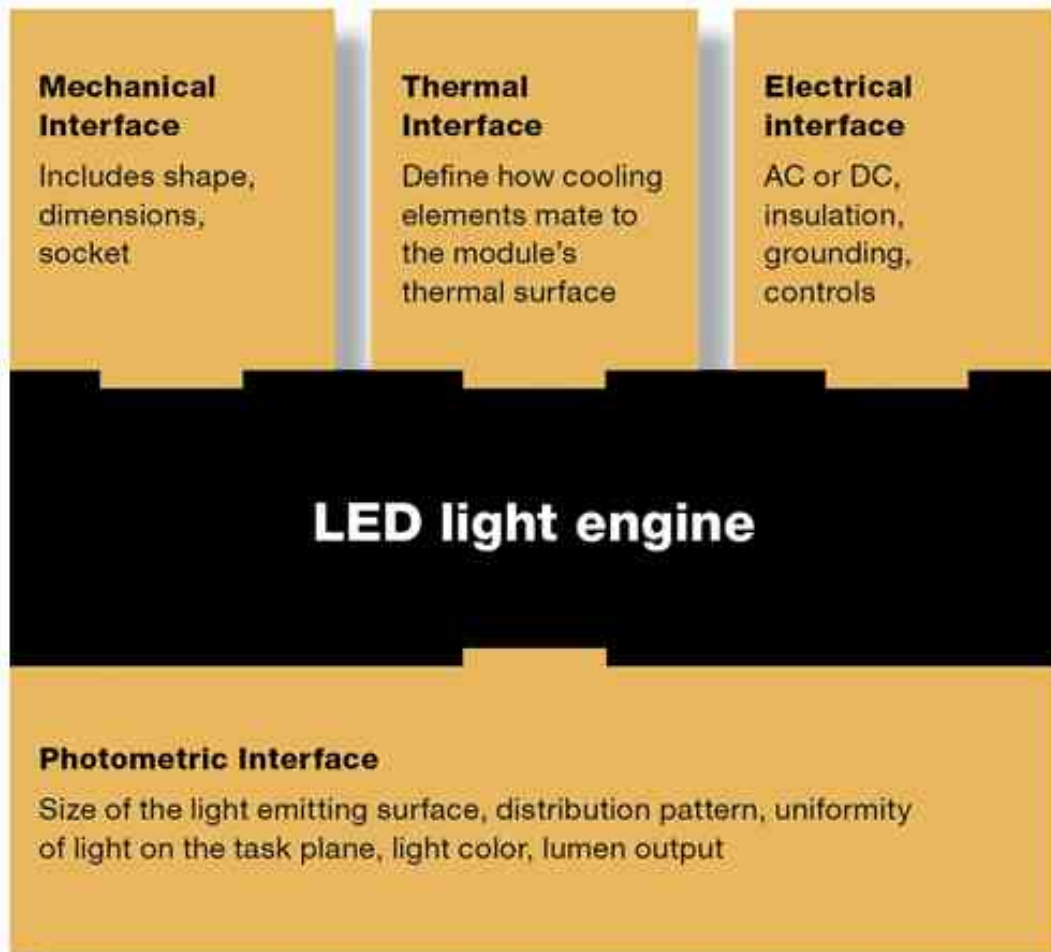 Mechanical
Interface
Includes shape,
dimensions,
socket
Thermal
Interface
Define how cooling
elements mate to
the module's
thermal surface
Electrical
interface
AC or DC,
insulation,
grounding,
controls
LED light engine
Photometric Interface
Size of the light emitting surface, distribution pattern, uniformity
of light on the task plane, light color, lumen output